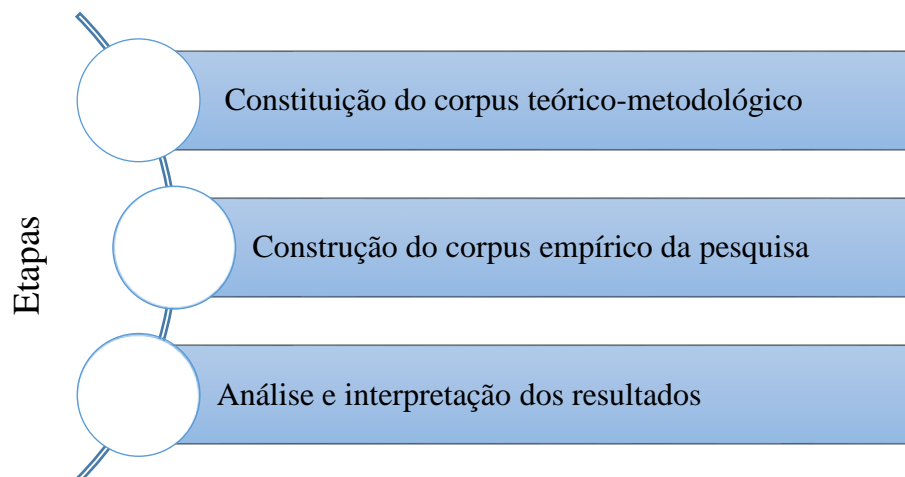 Etapas
Constituição do corpus teórico-metodológico
Construção do corpus empírico da pesquisa
Análise e interpretação dos resultados